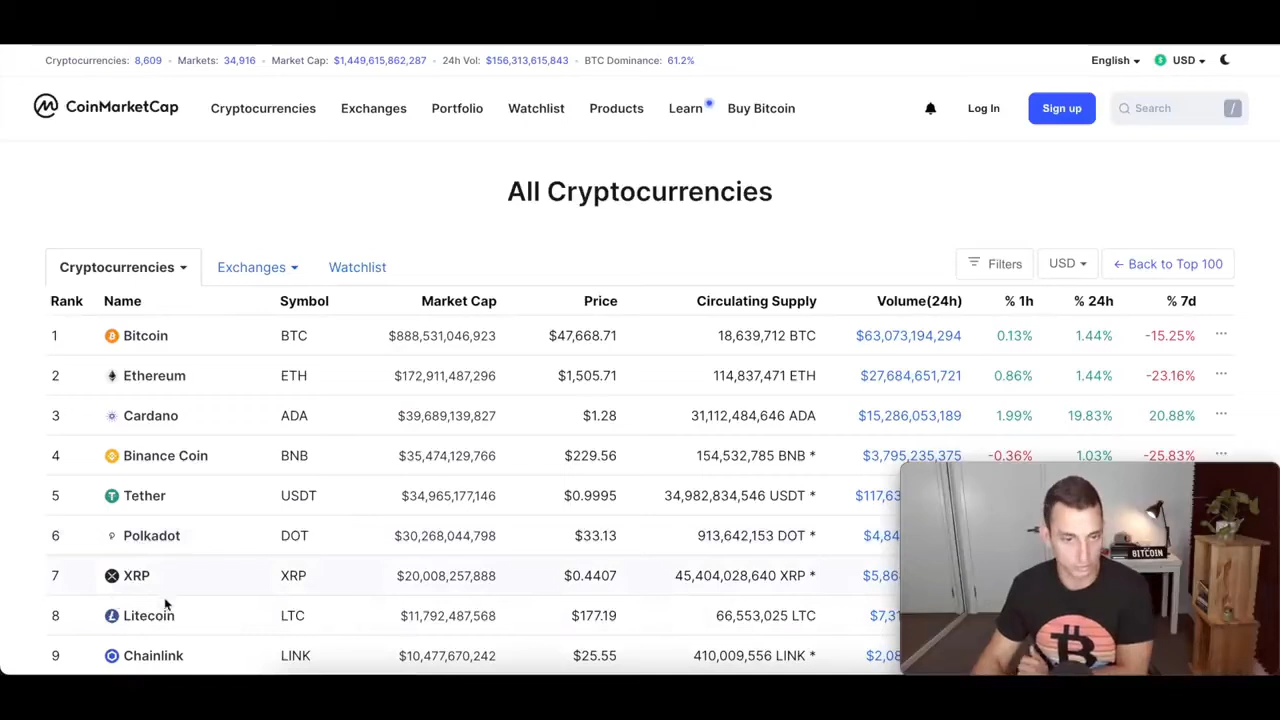 Cryptocurrencies: 8,609 • Markets: 34,916 • Market Cap: $1,449,615,862,287 • 24h Vol: $156,313,615,843 • BTC Dominance: 61.2% English USD
CoinMarketCap Cryptocurrencies Exchanges Portfolio Watchlist Products Learn Buy Bitcoin Log In Sign up Search /
All Cryptocurrencies
Cryptocurrencies Exchanges Watchlist Filters USD ← Back to Top 100
Rank Name Symbol Market Cap Price Circulating Supply Volume(24h) % 1h % 24h % 7d
1 Bitcoin BTC $888,531,046,923 $47,668.71 18,639,712 BTC $63,073,194,294 0.13% 1.44% -15.25% ...
2 Ethereum ETH $172,911,487,296 $1,505.71 114,837,471 ETH $27,684,651,721 0.86% 1.44% -23.16% ...
3 Cardano ADA $39,689,139,827 $1.28 31,112,484,646 ADA $15,286,053,189 1.99% 19.83% 20.88% ...
4 Binance Coin BNB $35,474,129,766 $229.56 154,532,785 BNB * $3,795,235,375 -0.36% 1.03% -25.83% ...
5 Tether USDT $34,965,177,146 $0.9995 34,982,834,546 USDT * $117,63
6 Polkadot DOT $30,268,044,798 $33.13 913,642,153 DOT * $4,84
7 XRP XRP $20,008,257,888 $0.4407 45,404,028,640 XRP * $5,86
8 Litecoin LTC $11,792,487,568 $177.19 66,553,025 LTC $7,31
9 Chainlink LINK $10,477,670,242 $25.55 410,009,556 LINK * $2,08
BITCOIN